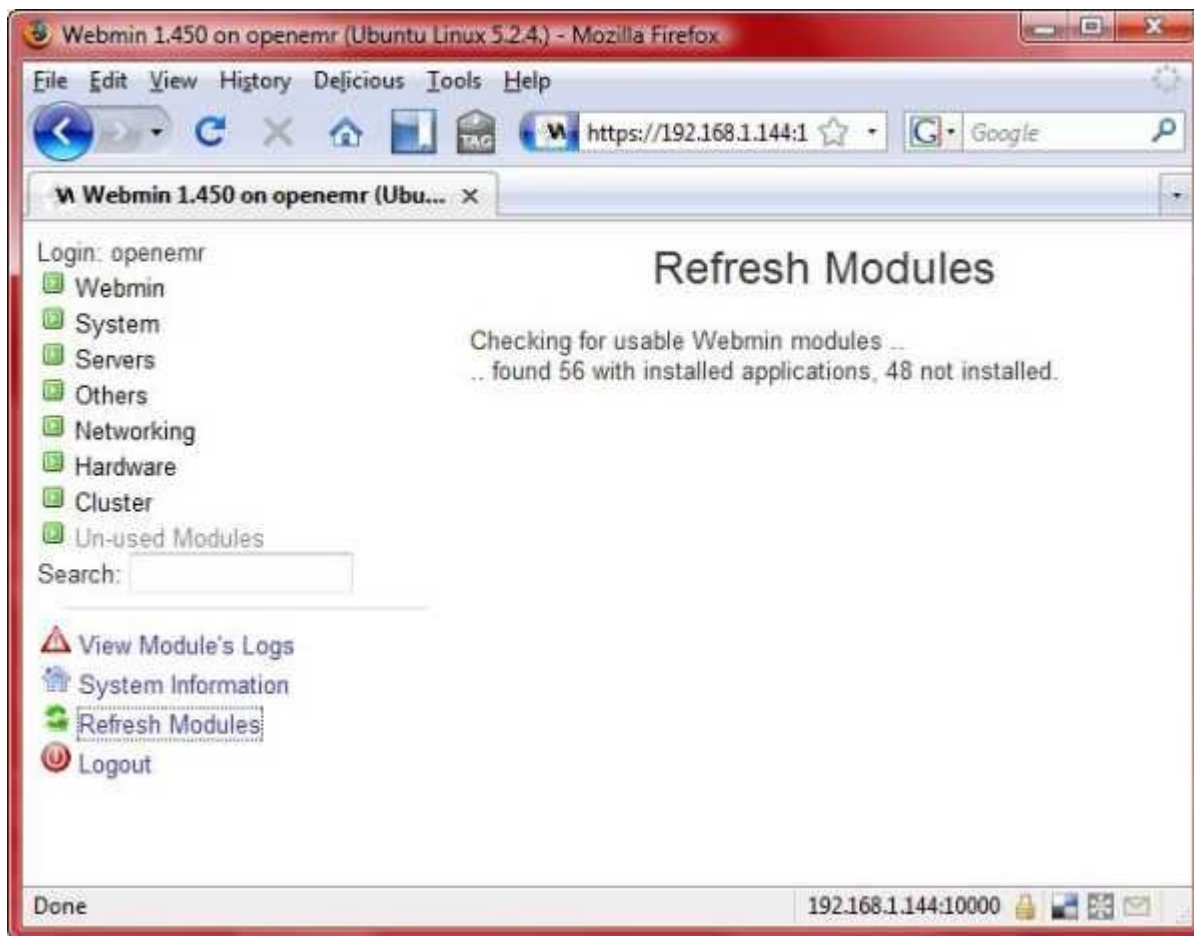 Webmin 1.450 on openemr (Ubuntu Linux 5.2.4.) - Mozilla Firefox
File Edit View History Delicious Tools Help
TAG https://192.168.1.144:1 G Google
Webmin 1.450 on openemr (Ubu...
Login: openemr
Webmin
System
Servers
Others
Networking
Hardware
Cluster
Un-used Modules
Search:
View Module's Logs
System Information
Refresh Modules
Logout
Refresh Modules
Checking for usable Webmin modules ..
.. found 56 with installed applications, 48 not installed.
Done 192.168.1.144:10000